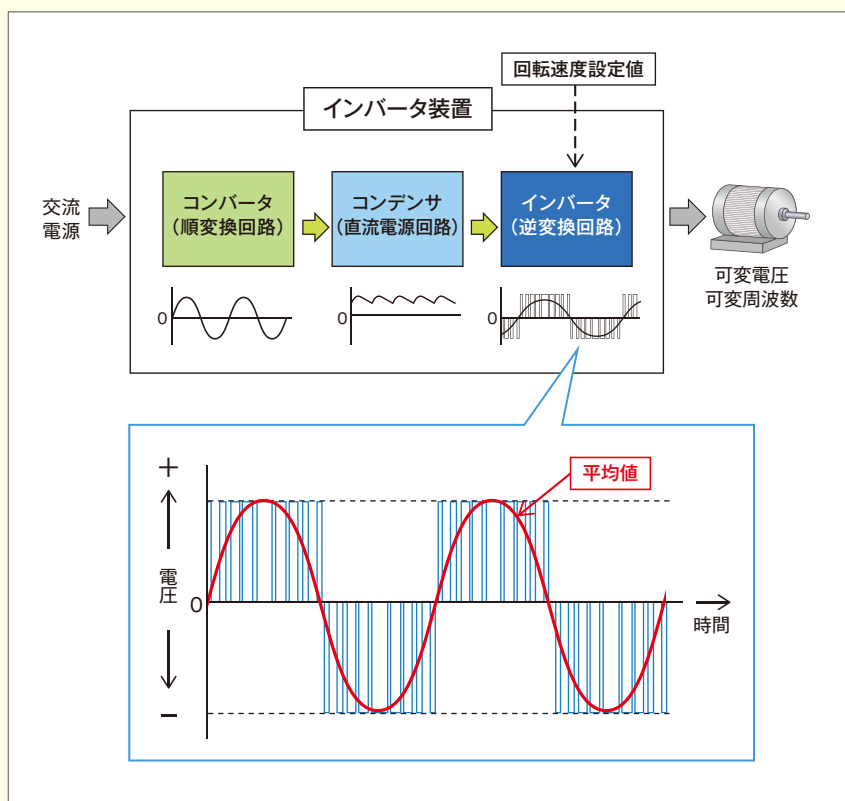 回転速度設定値
インバータ装置
交流
電源
コンバータ
（順変換回路）
コンデンサ
（直流電源回路）
インバータ
（逆変換回路）
可変電圧
可変周波数
0
0
0
平均値
＋
電圧
0
−
時間